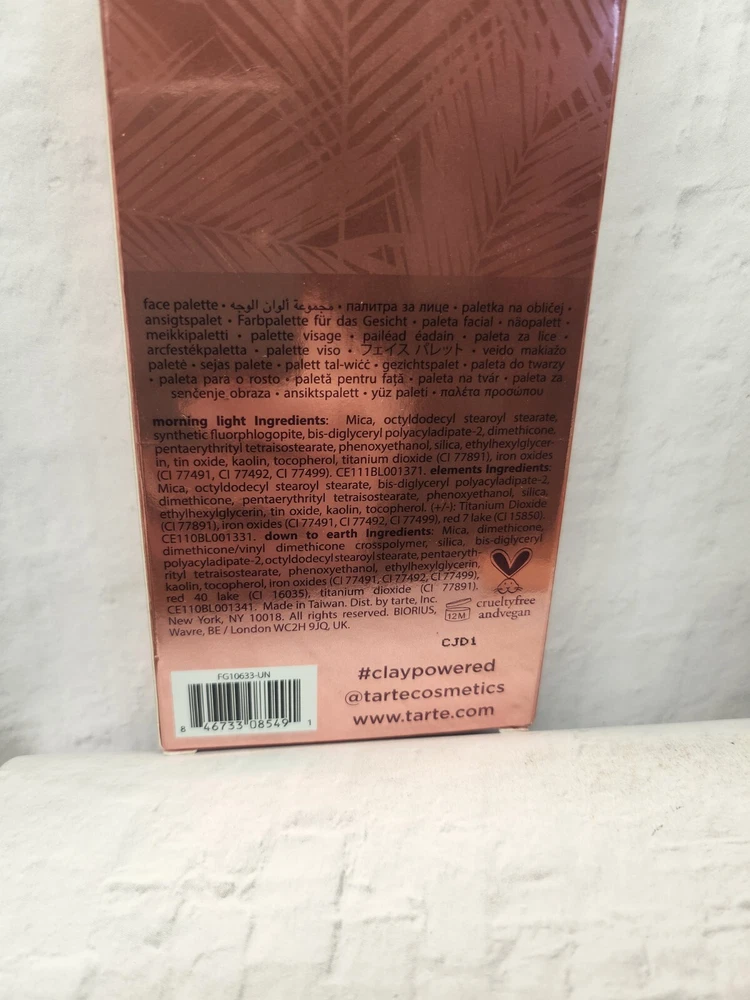 face palette • مجموعة ألوان الوجه • палитра за лице • paletka na obličej •
ansigtspalet • Farbpalette für das Gesicht • paleta facial • näopalett •
meikkipaletti • palette visage • pailéad éadain • paleta za lice •
arcfestékpaletta • palette viso • フェイス パレット • veido makiažo
paletė • sejas palete • palett tal-wiċċ • gezichtspalet • paleta do twarzy
• paleta para o rosto • paletă pentru față • paleta na tvár • paleta za
senčenje obraza • ansiktspalett • yüz paleti • παλέτα προσώπου
morning light Ingredients: Mica, octyldodecyl stearoyl stearate,
synthetic fluorphlogopite, bis-diglyceryl polyacyladipate-2, dimethicone,
pentaerythrityl tetraisostearate, phenoxyethanol, silica, ethylhexylglycer-
in, tin oxide, kaolin, tocopherol, titanium dioxide (CI 77891), iron oxides
(CI 77491, CI 77492, CI 77499). CE111BL001371. elements Ingredients:
Mica, octyldodecyl stearoyl stearate, bis-diglyceryl polyacyladipate-2,
dimethicone, pentaerythrityl tetraisostearate, phenoxyethanol, silica,
ethylhexylglycerin, tin oxide, kaolin, tocopherol. (+/-): Titanium Dioxide
(CI 77891), iron oxides (CI 77491, CI 77492, CI 77499), red 7 lake (CI 15850).
CE110BL001331. down to earth Ingredients: Mica, dimethicone,
dimethicone/vinyl dimethicone crosspolymer, silica, bis-diglyceryl
polyacyladipate-2, octyldodecyl stearoyl stearate, pentaeryth-
rityl tetraisostearate, phenoxyethanol, ethylhexylglycerin,
kaolin, tocopherol, iron oxides (CI 77491, CI 77492, CI 77499),
red 40 lake (CI 16035), titanium dioxide (CI 77891).
CE110BL001341. Made in Taiwan. Dist. by tarte, Inc.
New York, NY 10018. All rights reserved. BIORIUS,
Wavre, BE / London WC2H 9JQ, UK.
12M
crueltyfree
andvegan
CJD1
FG10633-UN
8 46733 08549 1
#claypowered
@tartecosmetics
www.tarte.com